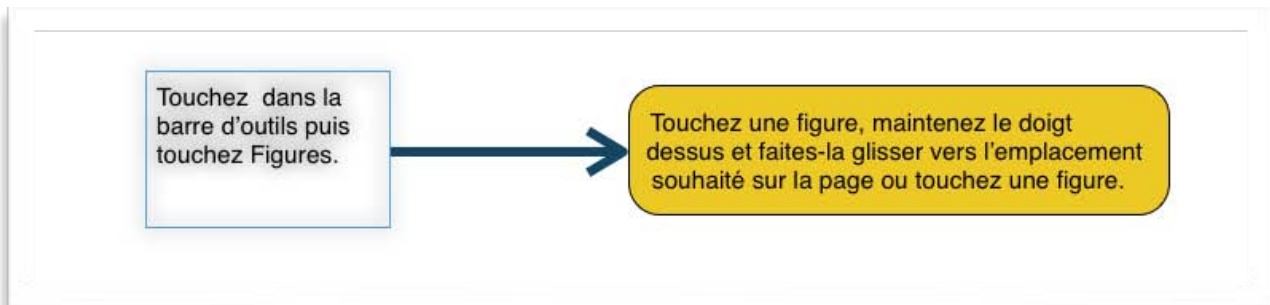 Touchez  dans la
barre d'outils puis
touchez Figures.
Touchez une figure, maintenez le doigt
dessus et faites-la glisser vers l'emplacement
souhaité sur la page ou touchez une figure.